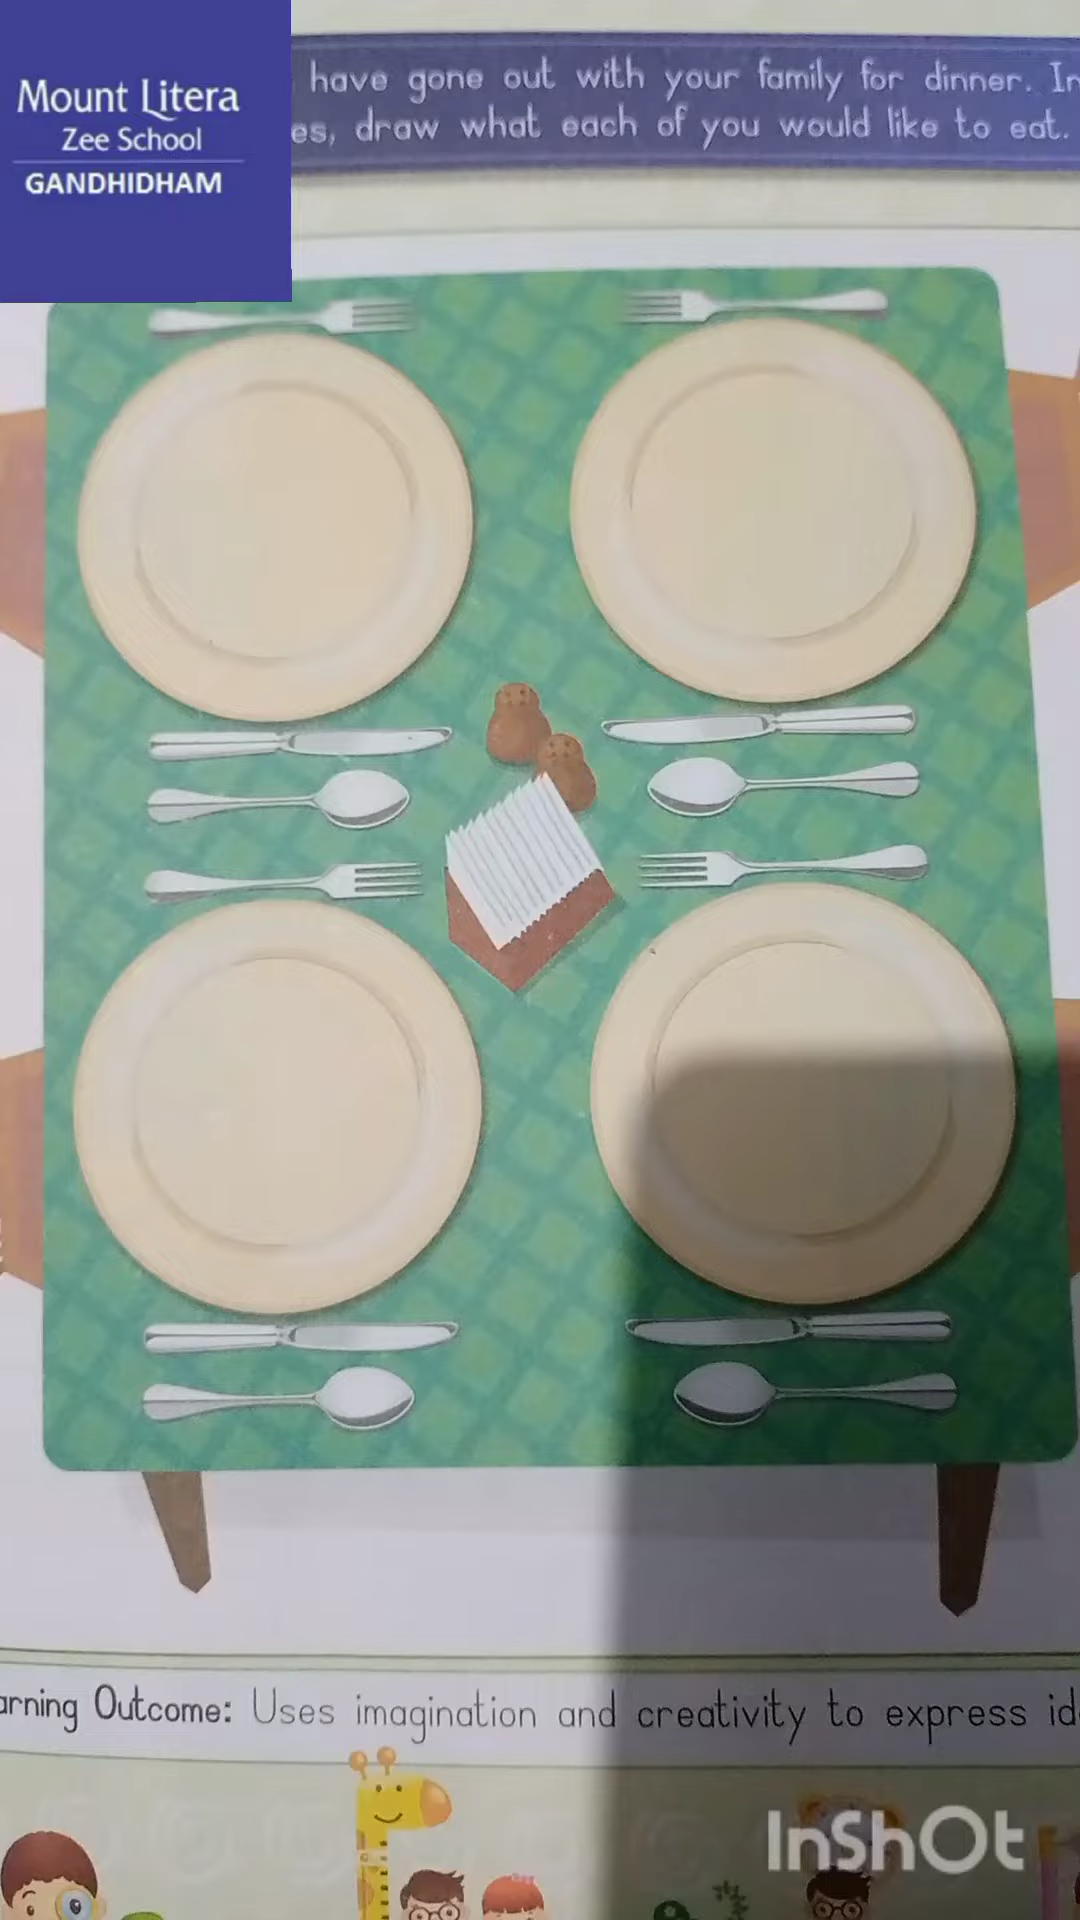 Mount Litera
Zee School
GANDHIDHAM
have gone out with your family for dinner. In
es, draw what each of you would like to eat.
arning Outcome: Uses imagination and creativity to express id
InShOt